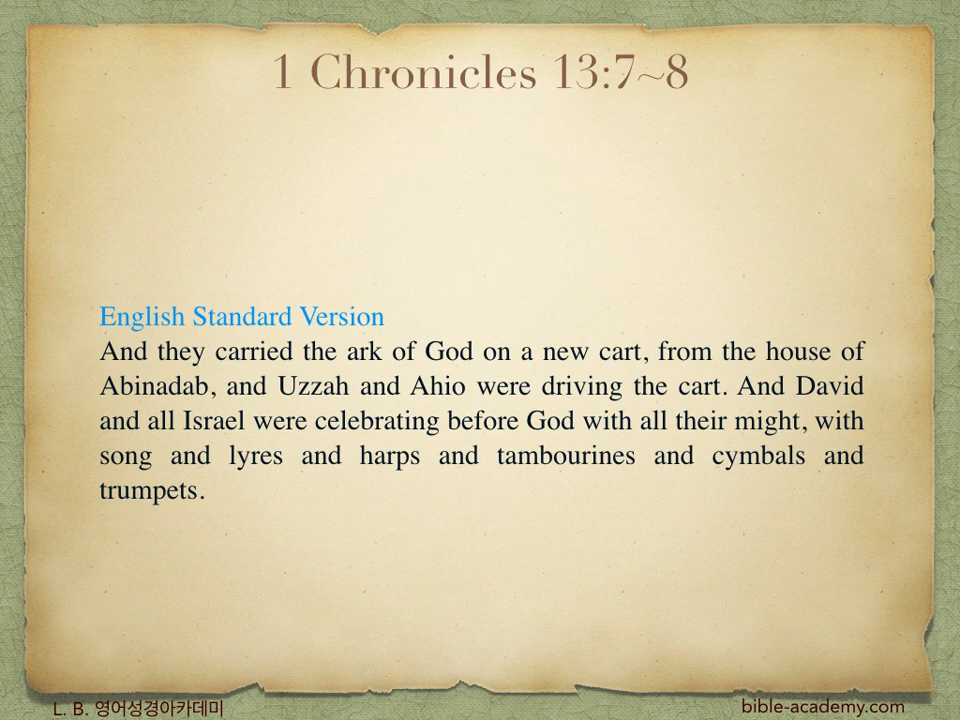 1 Chronicles 13:7~8
English Standard Version
And they carried the ark of God on a new cart, from the house of
Abinadab, and Uzzah and Ahio were driving the cart. And David
and all Israel were celebrating before God with all their might, with
song and lyres and harps and tambourines and cymbals and
trumpets.
L. B. 영어성경아카데미
bible-academy.com